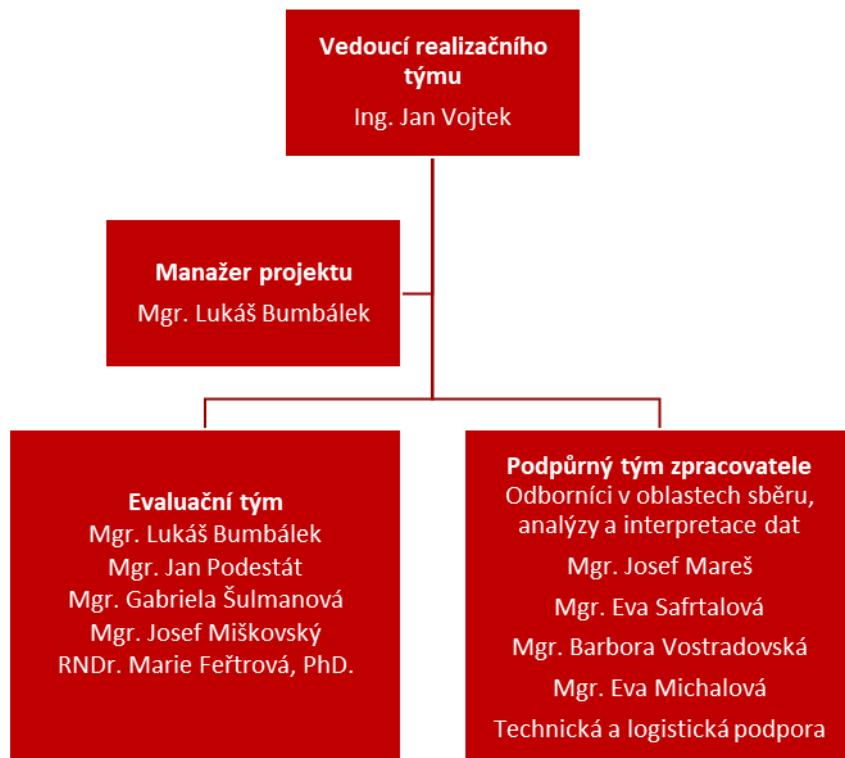 Vedoucí realizačního
týmu
Ing. Jan Vojtek
Manažer projektu
Mgr. Lukáš Bumbálek
Evaluační tým
Mgr. Lukáš Bumbálek
Mgr. Jan Podestát
Mgr. Gabriela Šulmanová
Mgr. Josef Miškovský
RNDr. Marie Feřtrová, PhD.
Podpůrný tým zpracovatele
Odborníci v oblastech sběru,
analýzy a interpretace dat
Mgr. Josef Mareš
Mgr. Eva Safrtalová
Mgr. Barbora Vostradovská
Mgr. Eva Michalová
Technická a logistická podpora